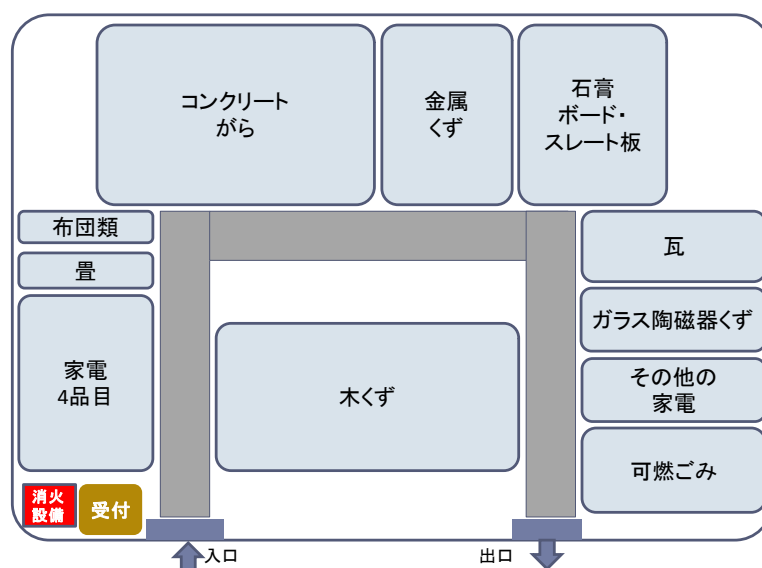 コンクリート
がら
金属
くず
石膏
ボード・
スレート板
布団類
畳
家電
4品目
木くず
瓦
ガラス陶磁器くず
その他の
家電
可燃ごみ
消火
設備
受付
入口
出口